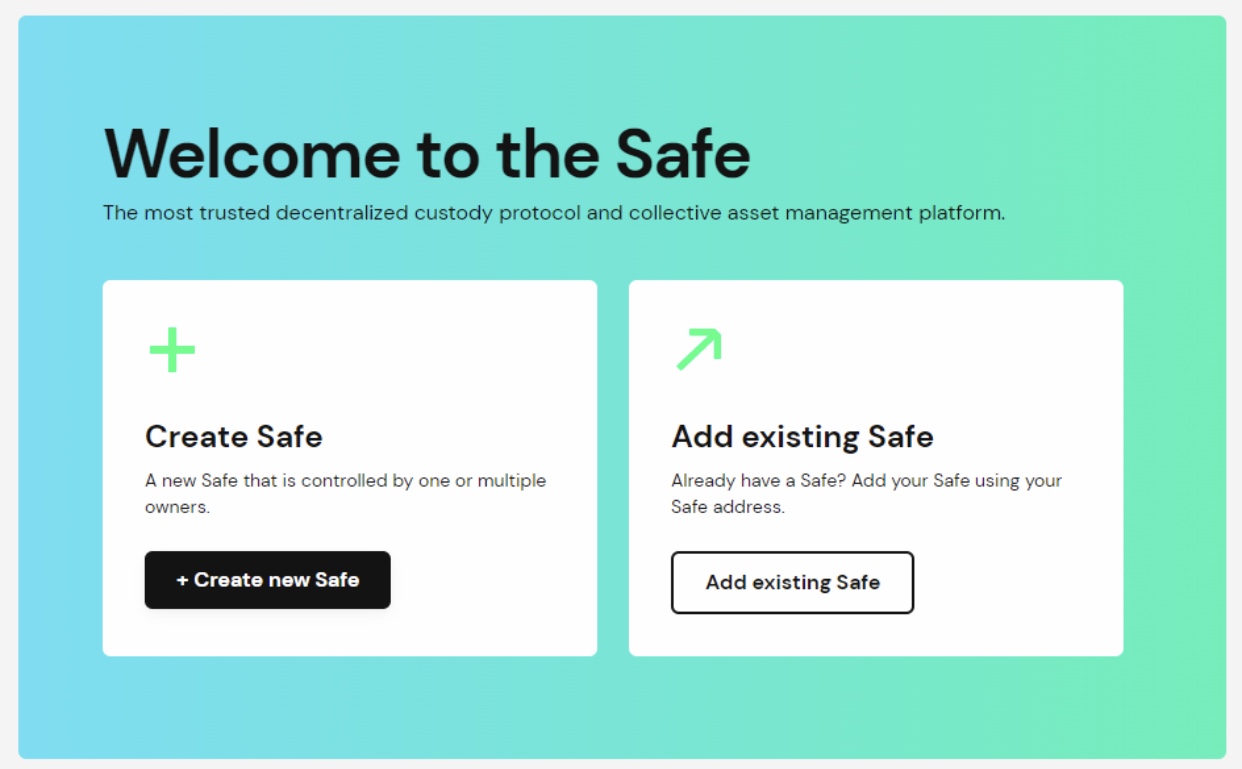 Welcome to the Safe
The most trusted decentralized custody protocol and collective asset management platform.
Create Safe
A new Safe that is controlled by one or multiple
owners.
+ Create new Safe
Add existing Safe
Already have a Safe? Add your Safe using your
Safe address.
Add existing Safe